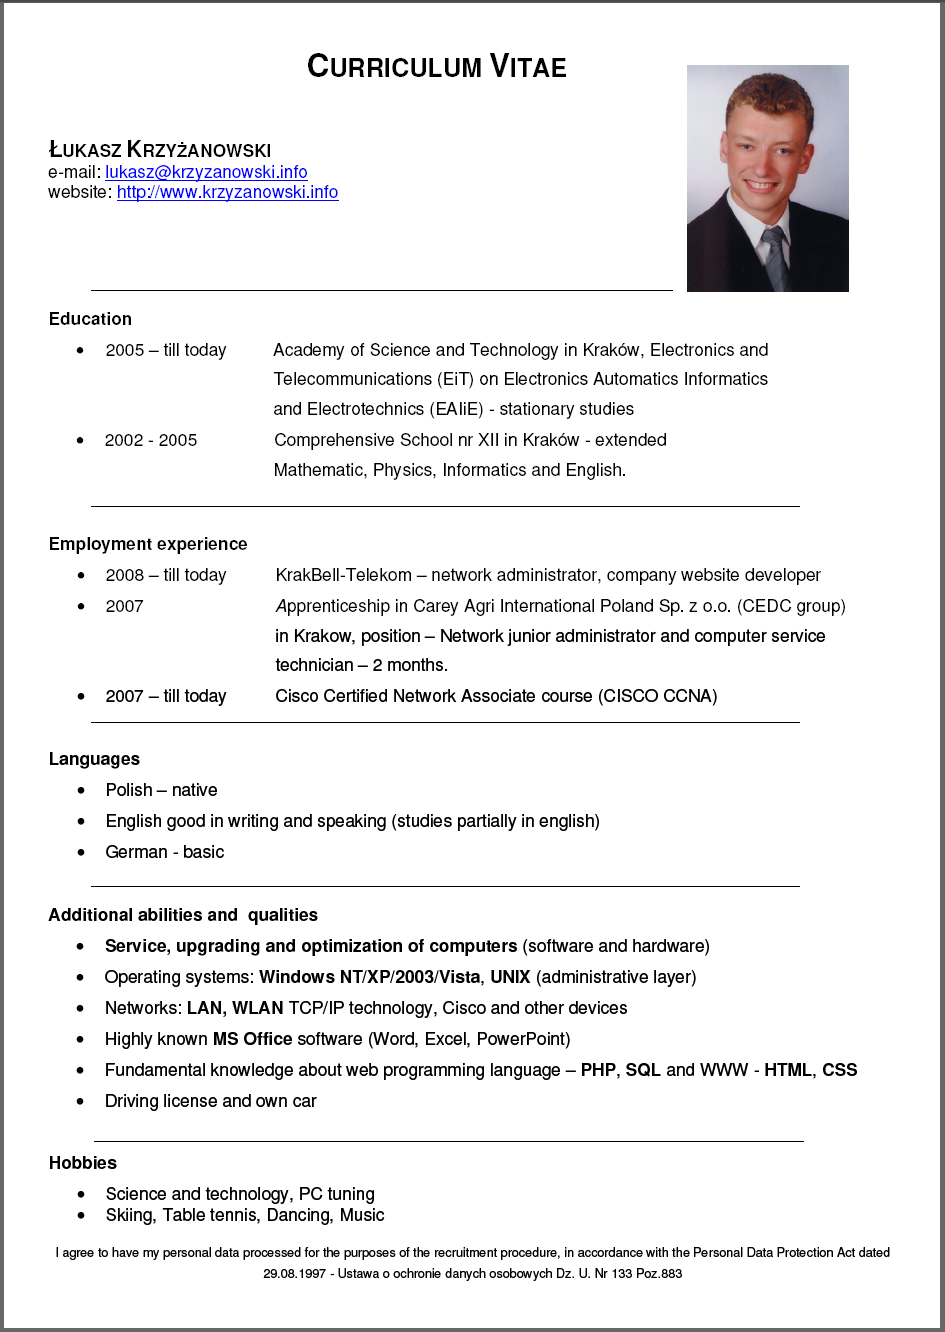 CURRICULUM VITAE
ŁUKASZ KRZYŻANOWSKI
e-mail: lukasz@krzyzanowski.info
website: http://www.krzyzanowski.info
Education
• 2005 – till today Academy of Science and Technology in Kraków, Electronics and
Telecommunications (EiT) on Electronics Automatics Informatics
and Electrotechnics (EAIiE) - stationary studies
• 2002 - 2005 Comprehensive School nr XII in Kraków - extended
Mathematic, Physics, Informatics and English.
Employment experience
• 2008 – till today KrakBell-Telekom – network administrator, company website developer
• 2007 Apprenticeship in Carey Agri International Poland Sp. z o.o. (CEDC group)
in Krakow, position – Network junior administrator and computer service
technician – 2 months.
• 2007 – till today Cisco Certified Network Associate course (CISCO CCNA)
Languages
• Polish – native
• English good in writing and speaking (studies partially in english)
• German - basic
Additional abilities and qualities
• Service, upgrading and optimization of computers (software and hardware)
• Operating systems: Windows NT/XP/2003/Vista, UNIX (administrative layer)
• Networks: LAN, WLAN TCP/IP technology, Cisco and other devices
• Highly known MS Office software (Word, Excel, PowerPoint)
• Fundamental knowledge about web programming language – PHP, SQL and WWW - HTML, CSS
• Driving license and own car
Hobbies
• Science and technology, PC tuning
• Skiing, Table tennis, Dancing, Music
I agree to have my personal data processed for the purposes of the recruitment procedure, in accordance with the Personal Data Protection Act dated
29.08.1997 - Ustawa o ochronie danych osobowych Dz. U. Nr 133 Poz.883